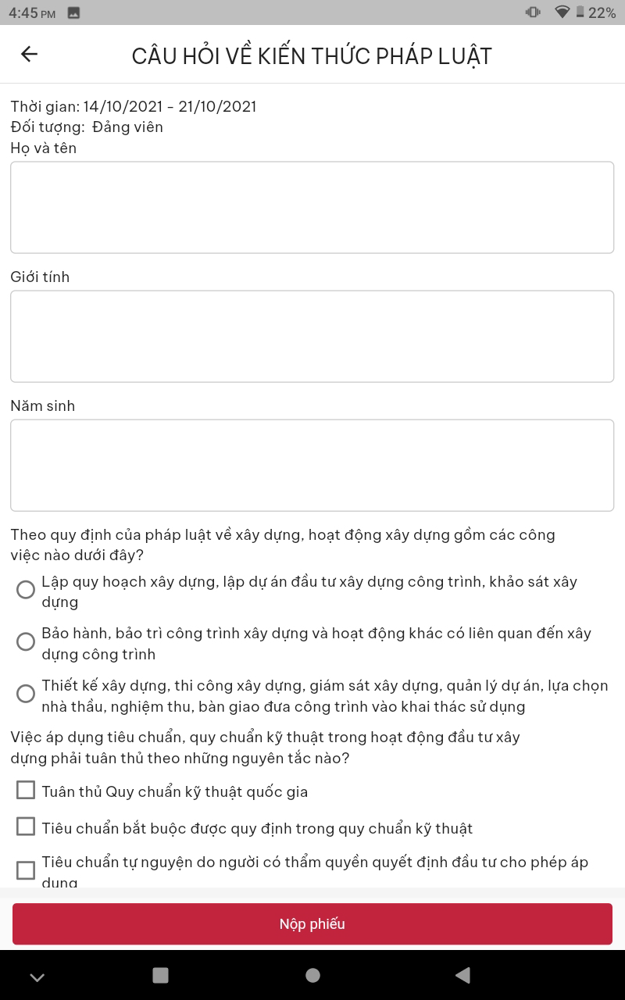 4:45 PM
22%
CÂU HỎI VỀ KIẾN THỨC PHÁP LUẬT
Thời gian: 14/10/2021 - 21/10/2021
Đối tượng: Đảng viên
Họ và tên
Giới tính
Năm sinh
Theo quy định của pháp luật về xây dựng, hoạt động xây dựng gồm các công
việc nào dưới đây?
Lập quy hoạch xây dựng, lập dự án đầu tư xây dựng công trình, khảo sát xây
dựng
Bảo hành, bảo trì công trình xây dựng và hoạt động khác có liên quan đến xây
dựng công trình
Thiết kế xây dựng, thi công xây dựng, giám sát xây dựng, quản lý dự án, lựa chọn
nhà thầu, nghiệm thu, bàn giao đưa công trình vào khai thác sử dụng
Việc áp dụng tiêu chuẩn, quy chuẩn kỹ thuật trong hoạt động đầu tư xây
dựng phải tuân thủ theo những nguyên tắc nào?
Tuân thủ Quy chuẩn kỹ thuật quốc gia
Tiêu chuẩn bắt buộc được quy định trong quy chuẩn kỹ thuật
Tiêu chuẩn tự nguyện do người có thẩm quyền quyết định đầu tư cho phép áp
dụng
Nộp phiếu